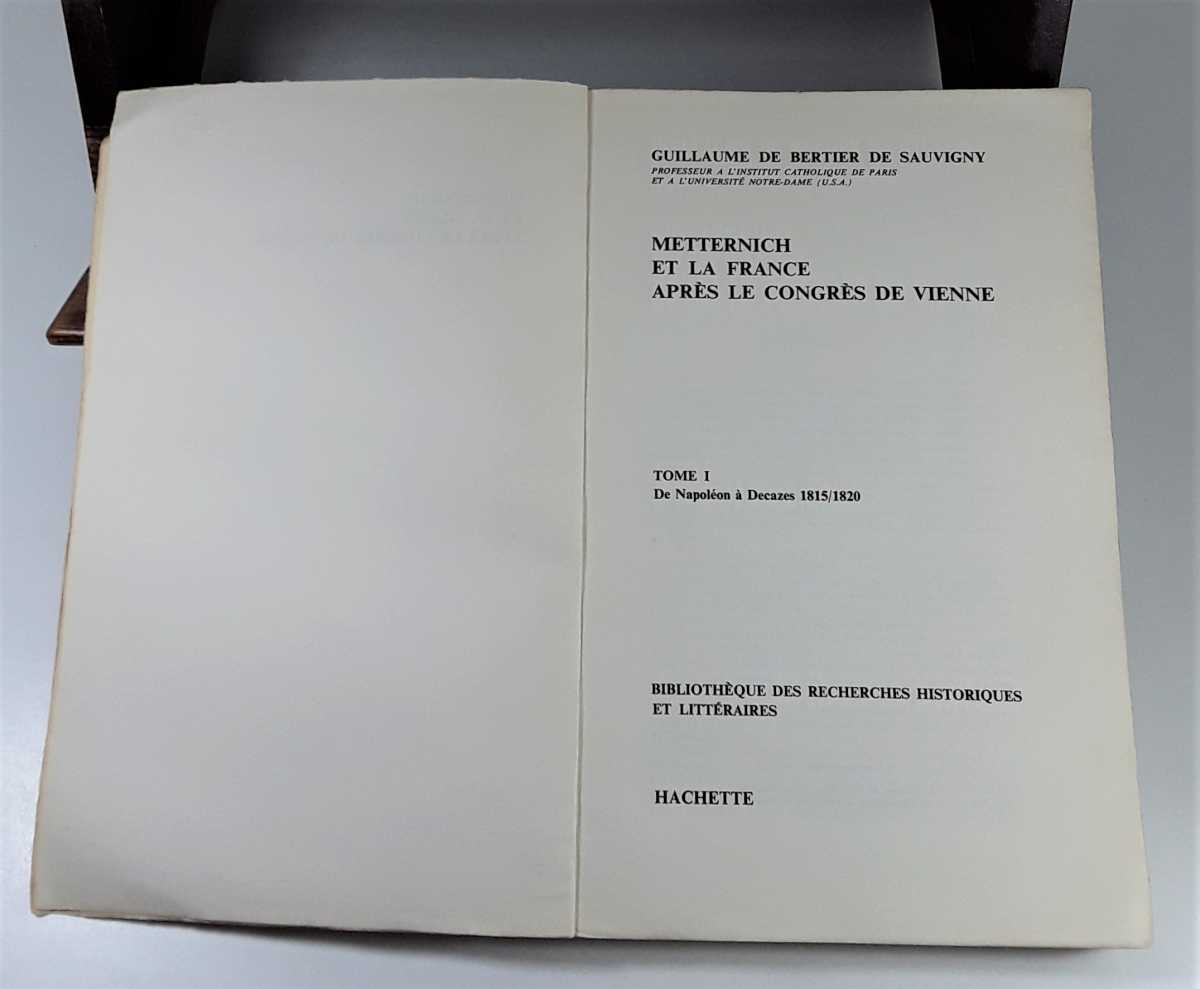 GUILLAUME DE BERTIER DE SAUVIGNY
PROFESSEUR A L'INSTITUT CATHOLIQUE DE PARIS
ET A L'UNIVERSITÉ NOTRE-DAME (U.S.A.)
METTERNICH
ET LA FRANCE
APRÈS LE CONGRÈS DE VIENNE
TOME I
De Napoléon à Decazes 1815/1820
BIBLIOTHÈQUE DES RECHERCHES HISTORIQUES
ET LITTÉRAIRES
HACHETTE